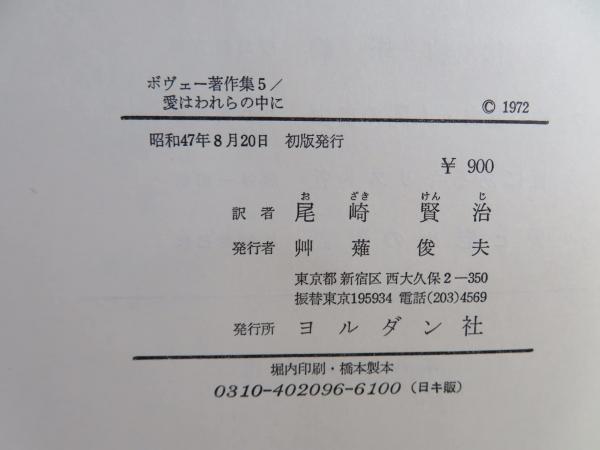 ボヴェー著作集5/
愛はわれらの中に
© 1972
昭和47年8月20日 初版発行
¥ 900
お ざき けん じ
訳者 尾崎賢治
発行者 艸薙俊夫
東京都新宿区西大久保2—350
振替東京195934 電話(203)4569
発行所 ヨルダン社
堀内印刷・橋本製本
0310-402096-6100(日キ販)